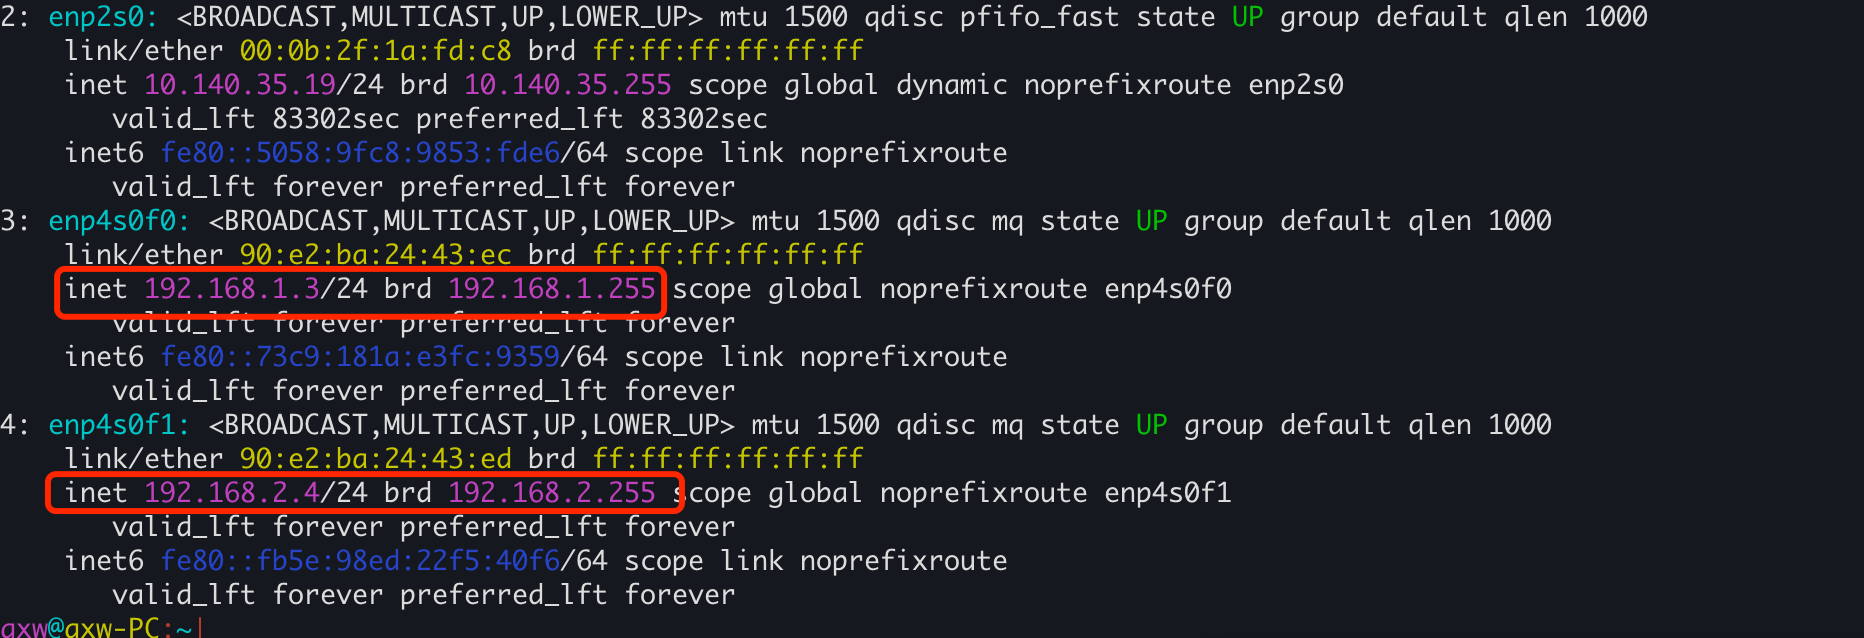 2: enp2s0: <BROADCAST,MULTICAST,UP,LOWER_UP> mtu 1500 qdisc pfifo_fast state UP group default qlen 1000
link/ether 00:0b:2f:1a:fd:c8 brd ff:ff:ff:ff:ff:ff
inet 10.140.35.19/24 brd 10.140.35.255 scope global dynamic noprefixroute enp2s0
valid_lft 83302sec preferred_lft 83302sec
inet6 fe80::5058:9fc8:9853:fde6/64 scope link noprefixroute
valid_lft forever preferred_lft forever
3: enp4s0f0: <BROADCAST,MULTICAST,UP,LOWER_UP> mtu 1500 qdisc mq state UP group default qlen 1000
link/ether 90:e2:ba:24:43:ec brd ff:ff:ff:ff:ff:ff
inet 192.168.1.3/24 brd 192.168.1.255 scope global noprefixroute enp4s0f0
valid_lft forever preferred_lft forever
inet6 fe80::73c9:181a:e3fc:9359/64 scope link noprefixroute
valid_lft forever preferred_lft forever
4: enp4s0f1: <BROADCAST,MULTICAST,UP,LOWER_UP> mtu 1500 qdisc mq state UP group default qlen 1000
link/ether 90:e2:ba:24:43:ed brd ff:ff:ff:ff:ff:ff
inet 192.168.2.4/24 brd 192.168.2.255 scope global noprefixroute enp4s0f1
valid_lft forever preferred_lft forever
inet6 fe80::fb5e:98ed:22f5:40f6/64 scope link noprefixroute
valid_lft forever preferred_lft forever
axw@axw-PC:~